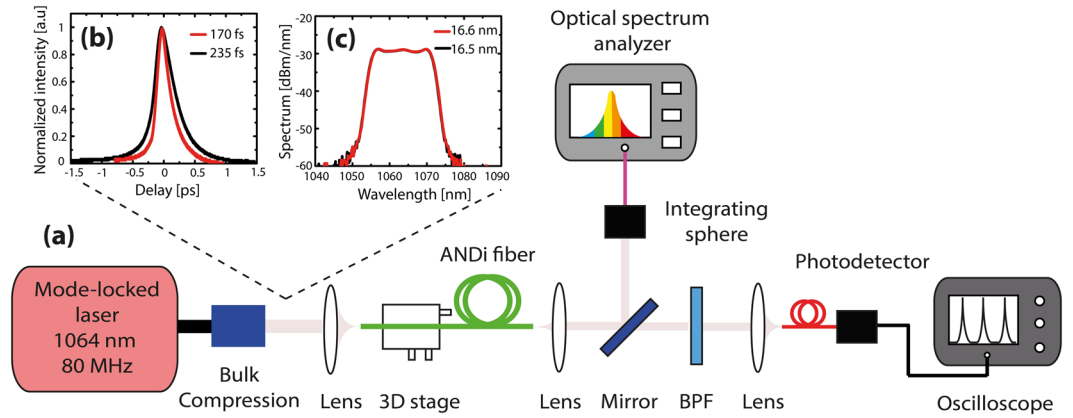 (b)
170 fs
235 fs
Normalized intensity [a.u]
1
0.8
0.6
0.4
0.2
0
-1.5 -1 -0.5 0 0.5 1 1.5
Delay [ps]
(c)
16.6 nm
16.5 nm
Spectrum [dBm/nm]
-20
-30
-40
-50
-60
1040 1050 1060 1070 1080 1090
Wavelength [nm]
Optical spectrum
analyzer
Integrating
sphere
(a)
Mode-locked
laser
1064 nm
80 MHz
Bulk
Compression
Lens
3D stage
ANDi fiber
Lens
Mirror
BPF
Lens
Photodetector
Oscilloscope